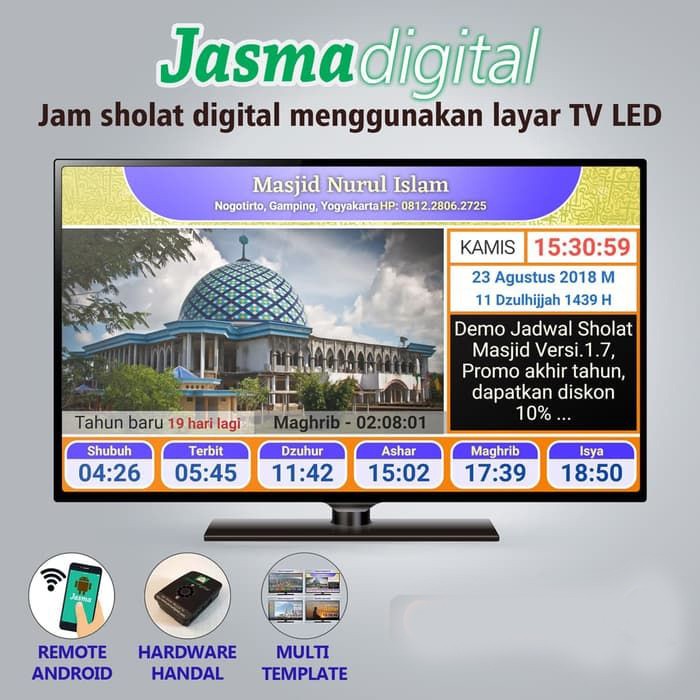 Jasmadigital
Jam sholat digital menggunakan layar TV LED
Masjid Nurul Islam
Nogotirto, Gamping, Yogyakarta HP: 0812.2806.2725
KAMIS 15:30:59
23 Agustus 2018 M
11 Dzulhijjah 1439 H
Demo Jadwal Sholat
Masjid Versi.1.7,
Promo akhir tahun,
dapatkan diskon
10% ...
Tahun baru 19 hari lagi Maghrib - 02:08:01
Shubuh Terbit Dzuhur Ashar Maghrib Isya
04:26 05:45 11:42 15:02 17:39 18:50
Jasma
REMOTE
ANDROID
HARDWARE
HANDAL
MULTI
TEMPLATE